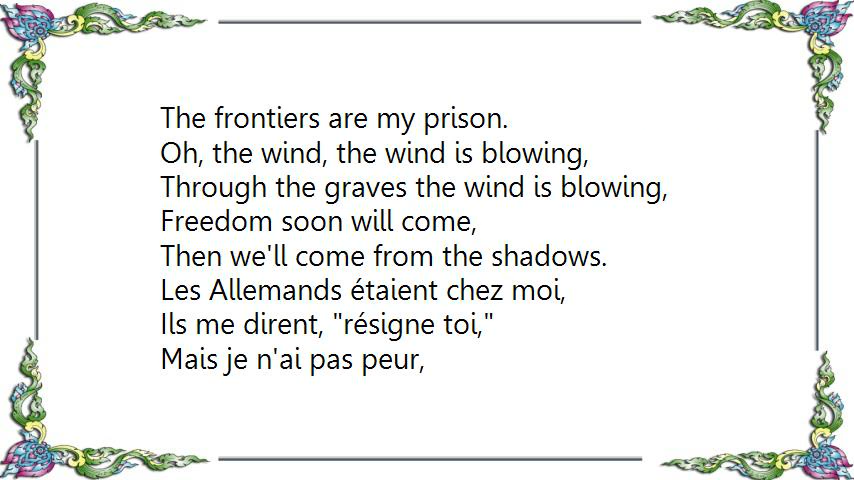 The frontiers are my prison.
Oh, the wind, the wind is blowing,
Through the graves the wind is blowing,
Freedom soon will come,
Then we'll come from the shadows.
Les Allemands étaient chez moi,
Ils me dirent, "résigne toi,"
Mais je n'ai pas peur,